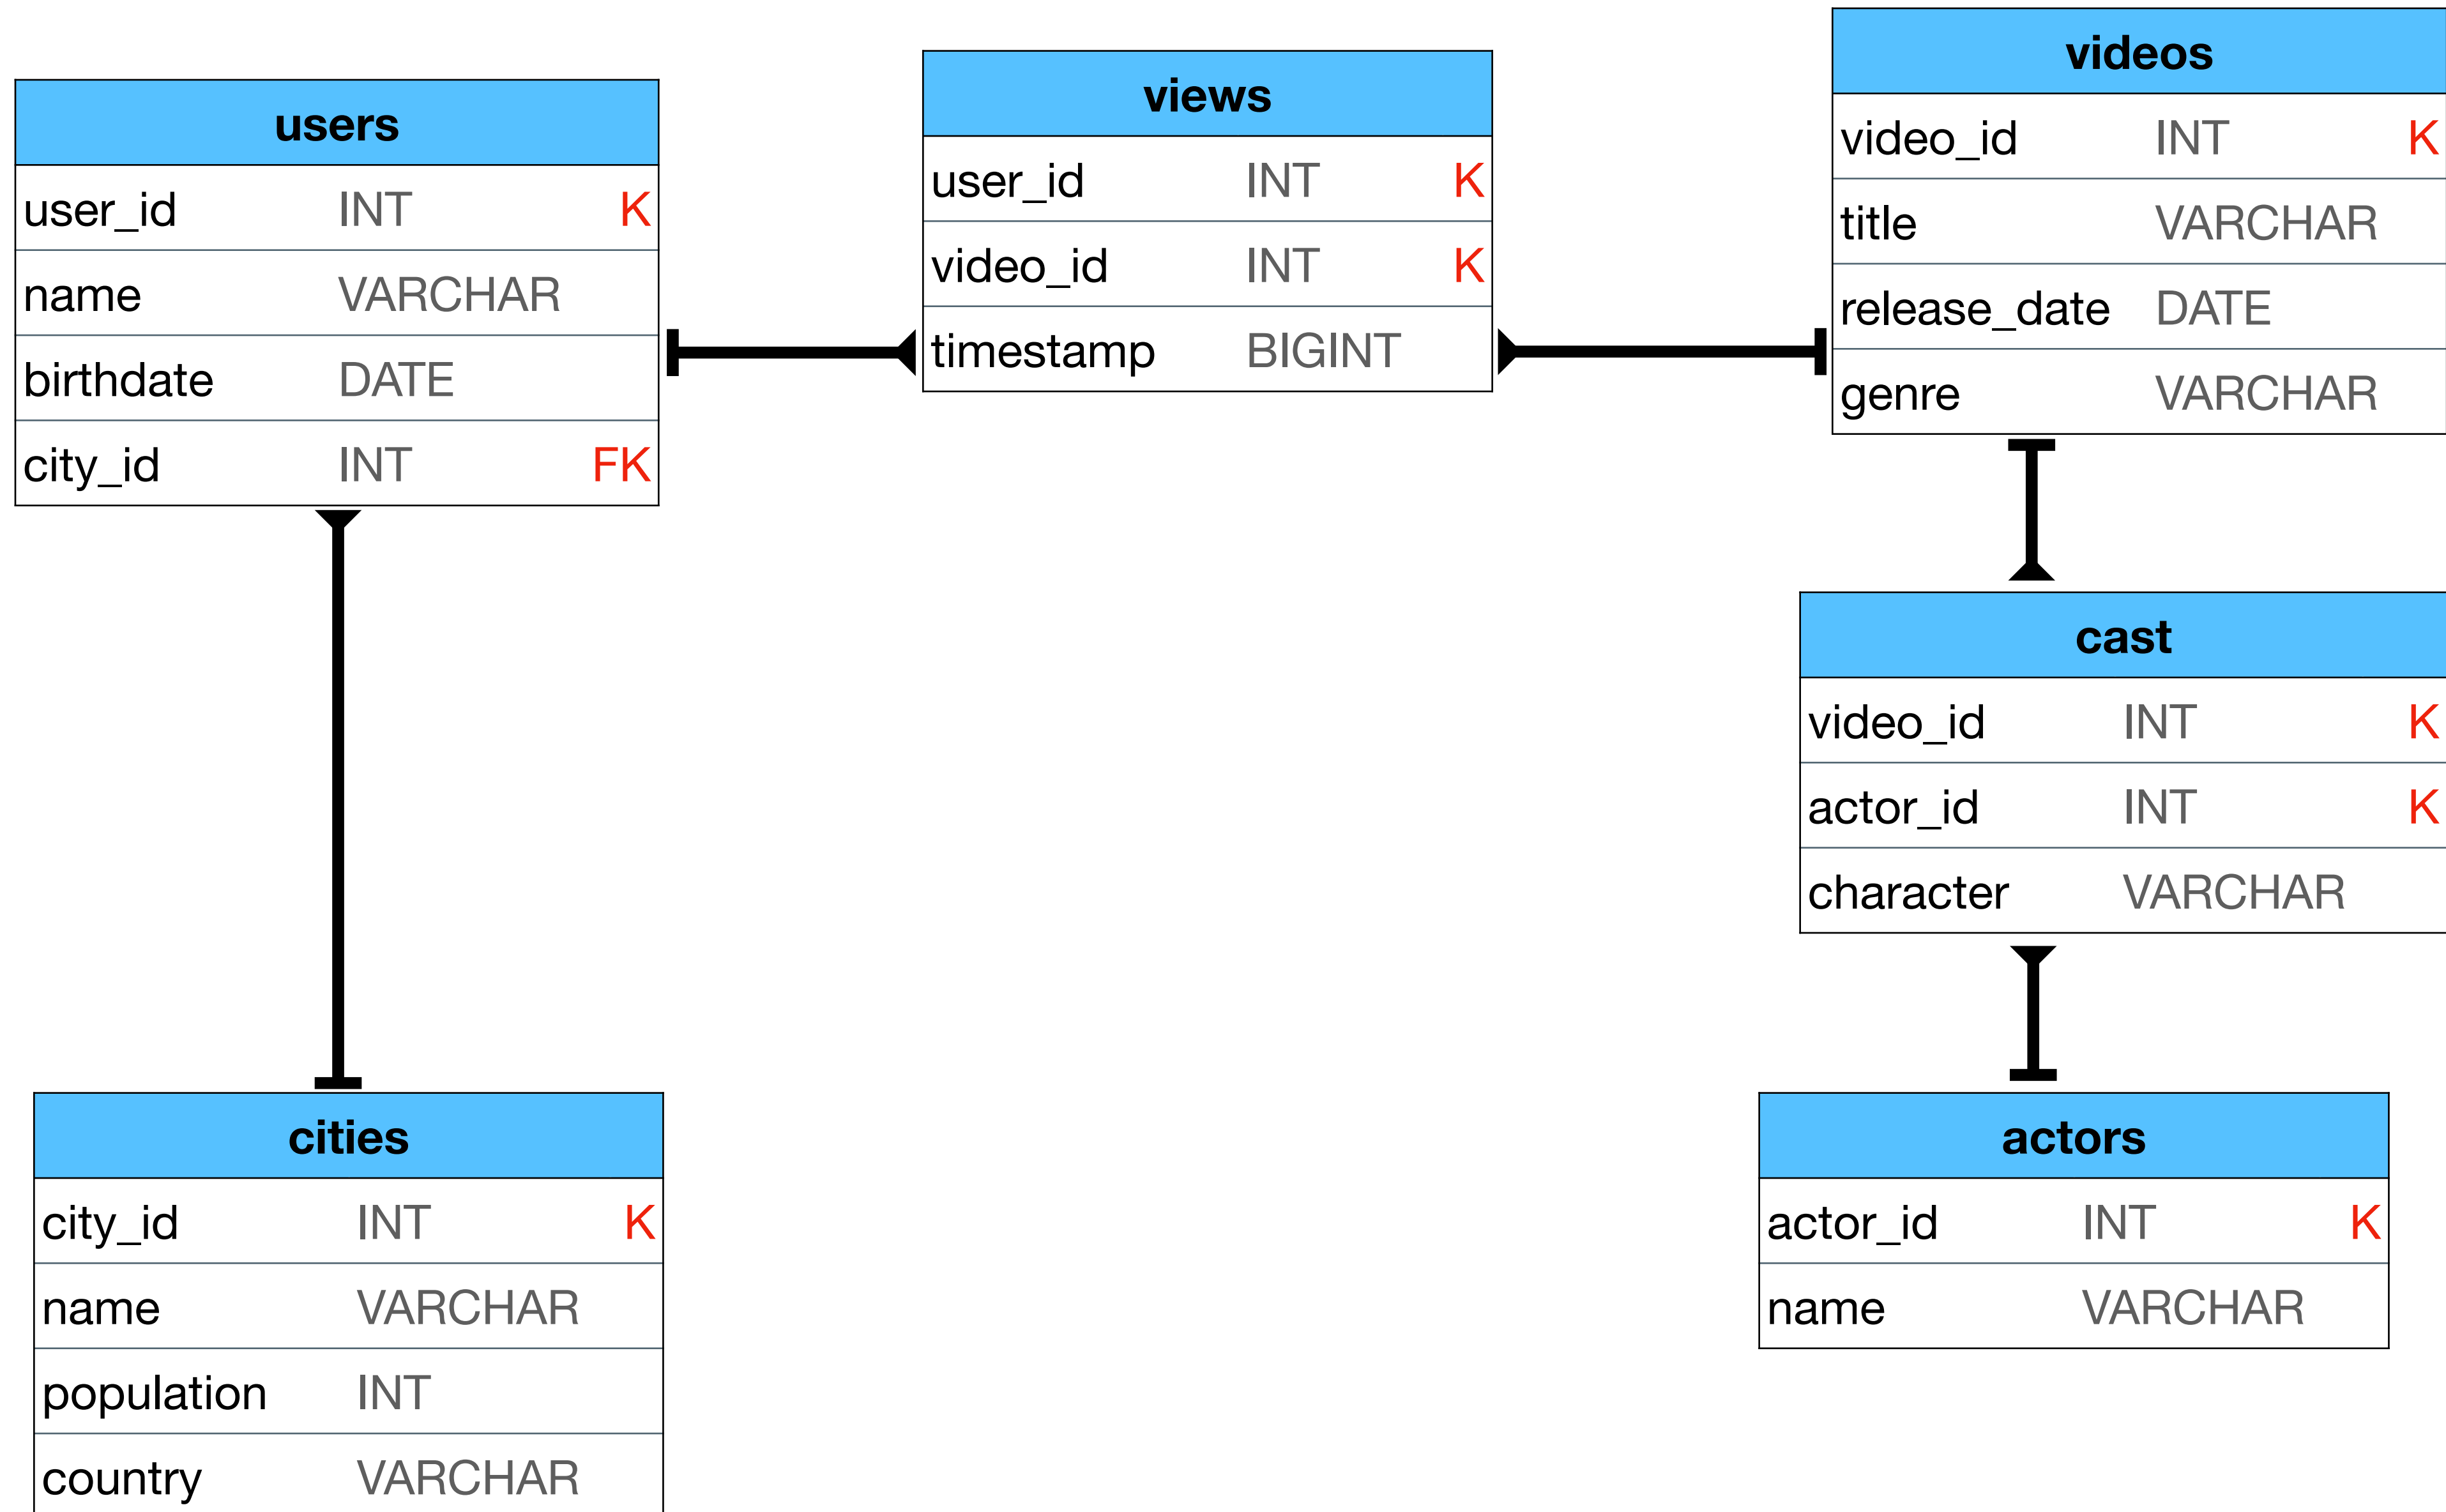 users
user_id INT K
name VARCHAR
birthdate DATE
city_id INT FK
views
user_id INT K
video_id INT K
timestamp BIGINT
videos
video_id INT K
title VARCHAR
release_date DATE
genre VARCHAR
cast
video_id INT K
actor_id INT K
character VARCHAR
cities
city_id INT K
name VARCHAR
population INT
country VARCHAR
actors
actor_id INT K
name VARCHAR